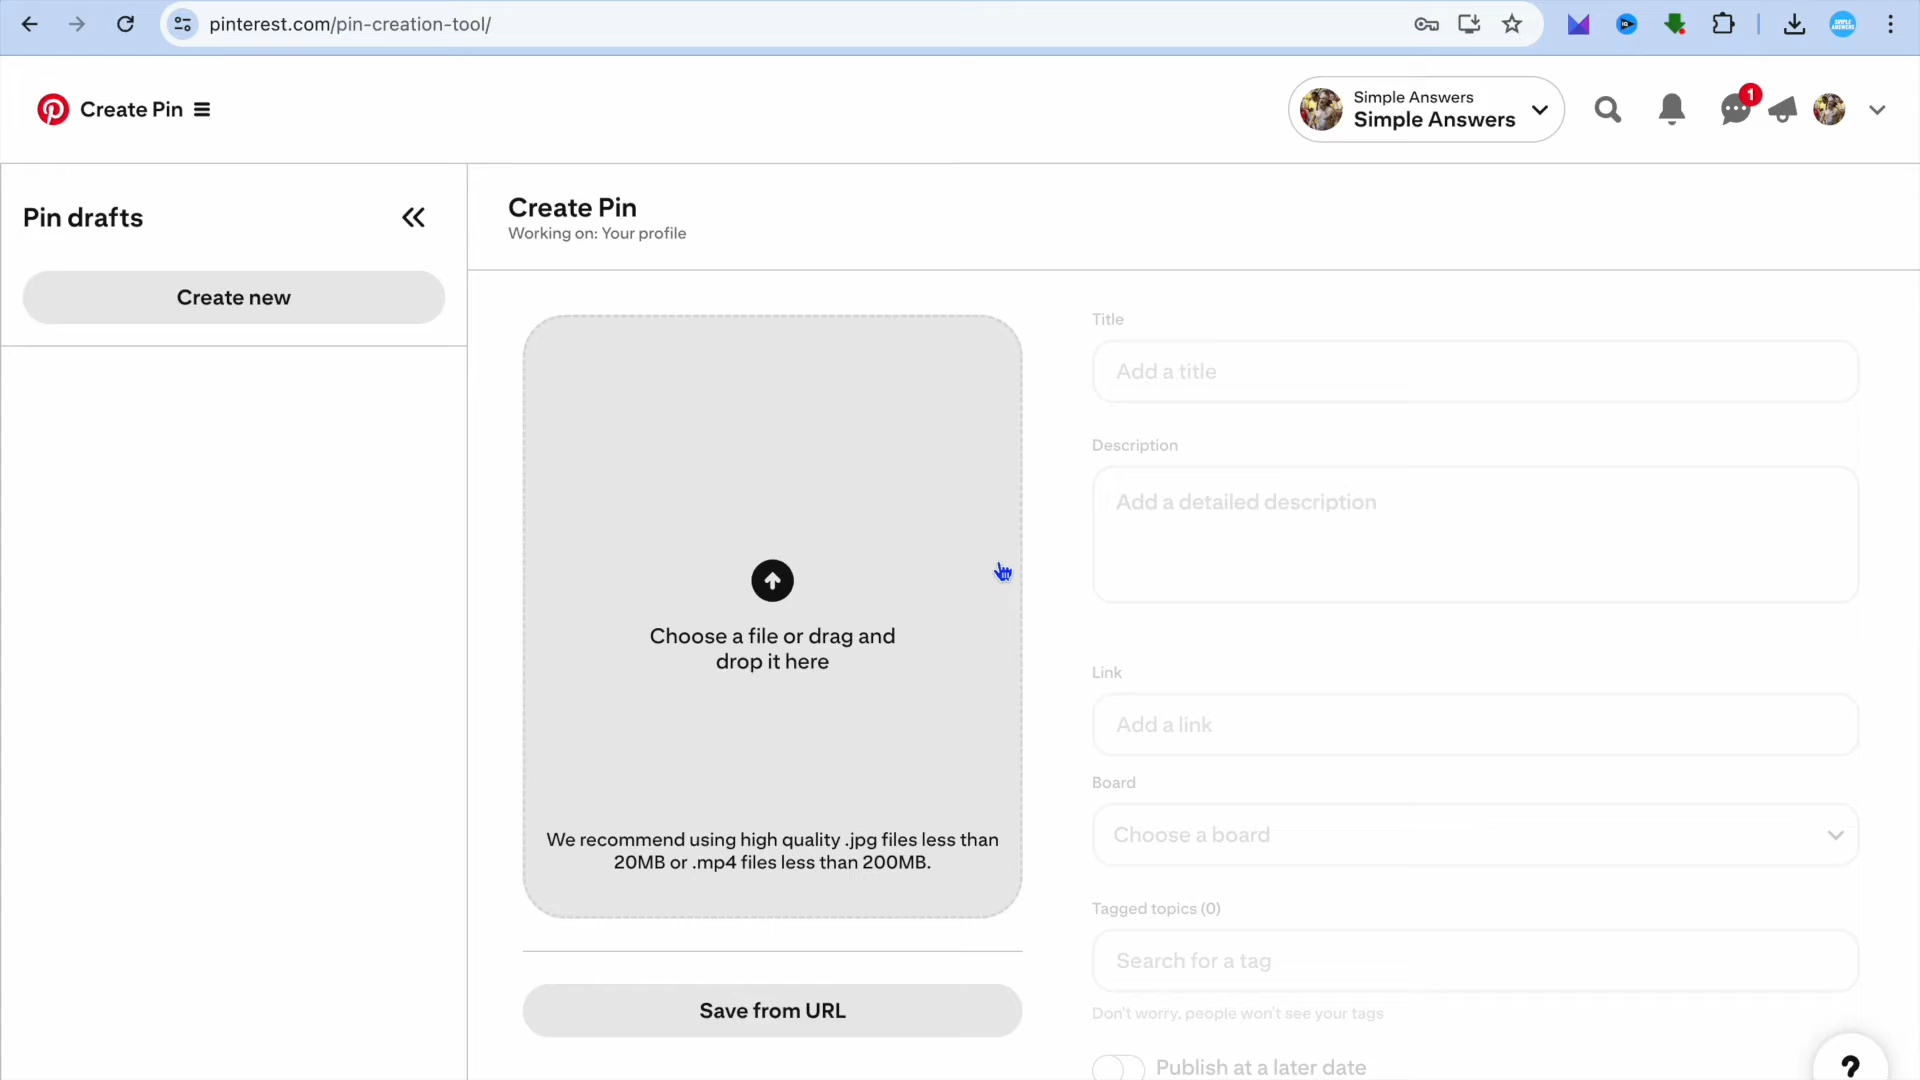 pinterest.com/pin-creation-tool/
Create Pin
Simple Answers
Simple Answers
1
Pin drafts
Create new
Create Pin
Working on: Your profile
Choose a file or drag and
drop it here
We recommend using high quality .jpg files less than
20MB or .mp4 files less than 200MB.
Save from URL
Title
Add a title
Description
Add a detailed description
Link
Add a link
Board
Choose a board
Tagged topics (0)
Search for a tag
Don't worry, people won't see your tags
Publish at a later date
?